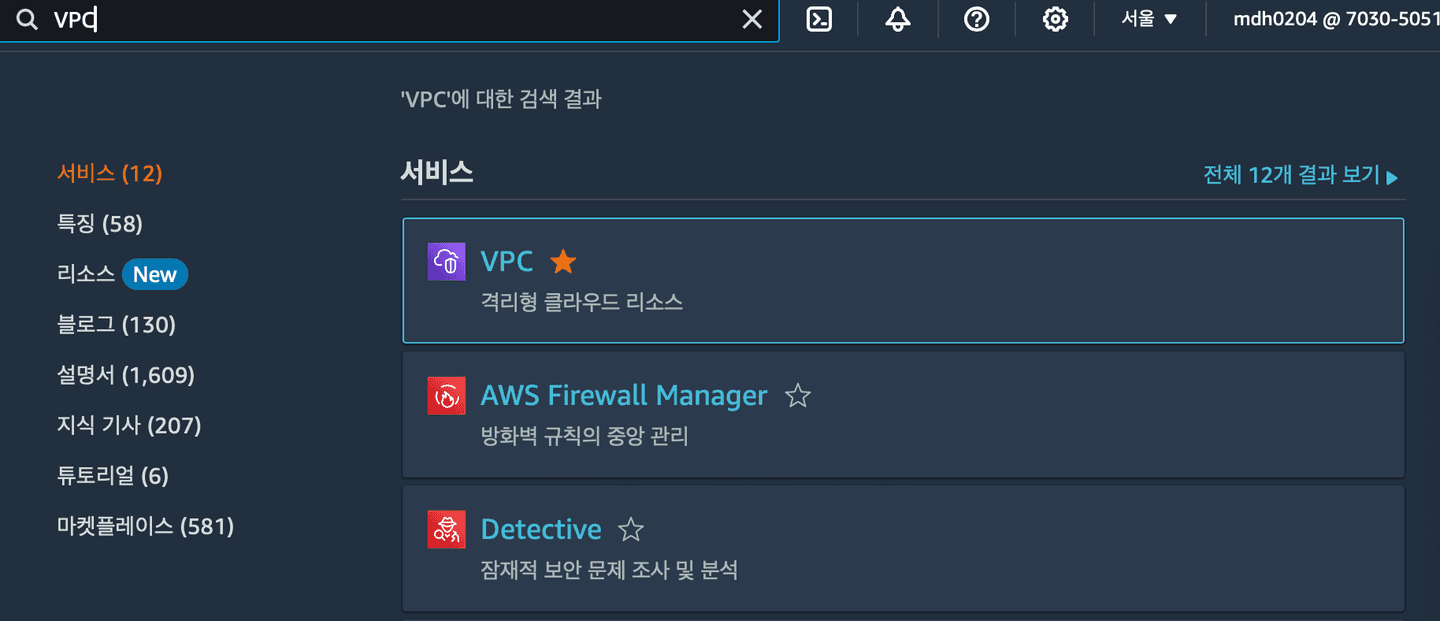 VPC
서울 ▼
mdh0204 @ 7030-5051
'VPC'에 대한 검색 결과
서비스 (12)
특징 (58)
리소스 New
블로그 (130)
설명서 (1,609)
지식 기사 (207)
튜토리얼 (6)
마켓플레이스 (581)
서비스
전체 12개 결과 보기 ▶
VPC
격리형 클라우드 리소스
AWS Firewall Manager
방화벽 규칙의 중앙 관리
Detective
잠재적 보안 문제 조사 및 분석